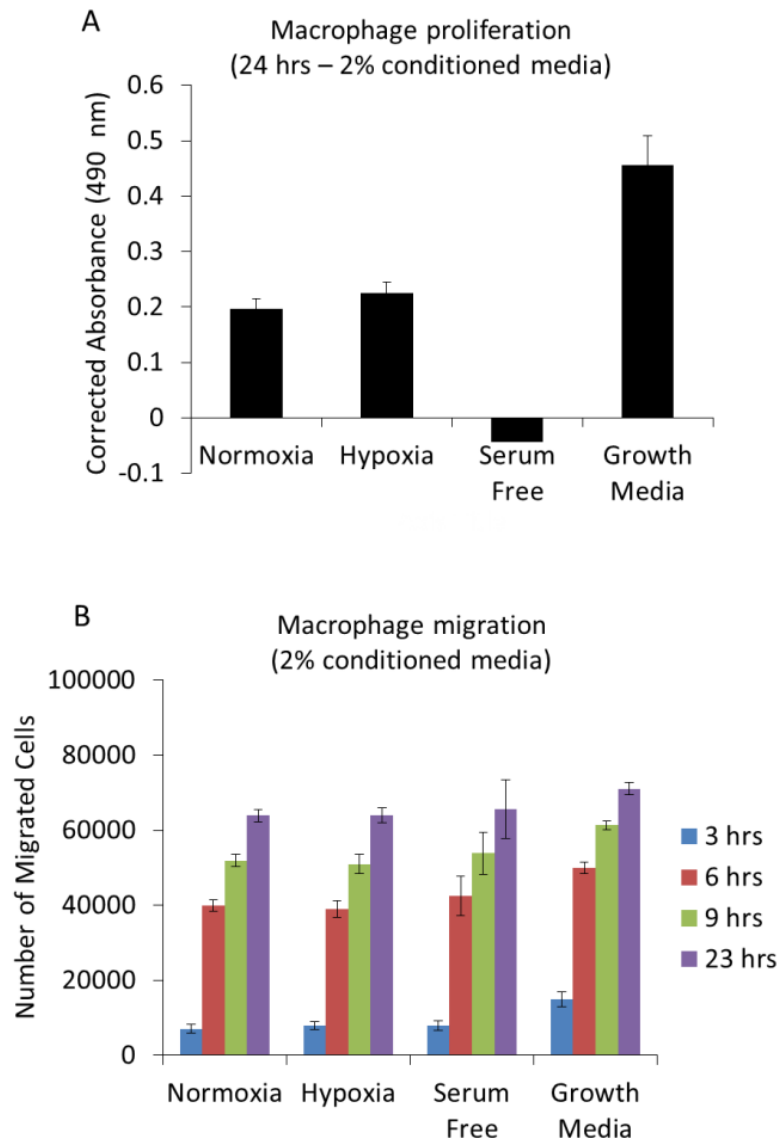 A
Macrophage proliferation
(24 hrs – 2% conditioned media)
Corrected Absorbance (490 nm)
0.6
0.5
0.4
0.3
0.2
0.1
0
-0.1
Normoxia
Hypoxia
Serum
Free
Growth
Media
B
Macrophage migration
(2% conditioned media)
Number of Migrated Cells
100000
80000
60000
40000
20000
0
Normoxia
Hypoxia
Serum
Free
Growth
Media
3 hrs
6 hrs
9 hrs
23 hrs